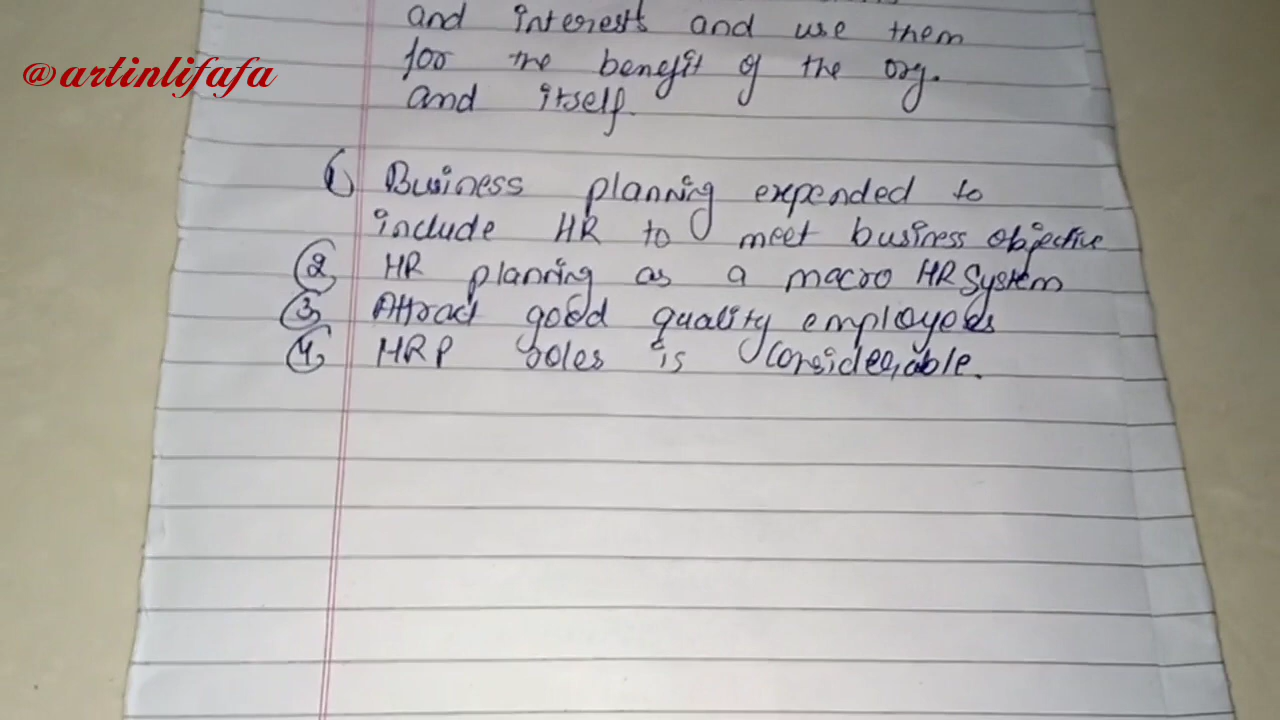 and interests and use them
@artinlifafa
for the benefit of the org.
and itself.
1 Business planning expended to
include HR to meet business objective
2, HR planning as a macro HR System
3, Attract good quality employees
4, HRP roles is Considerable.